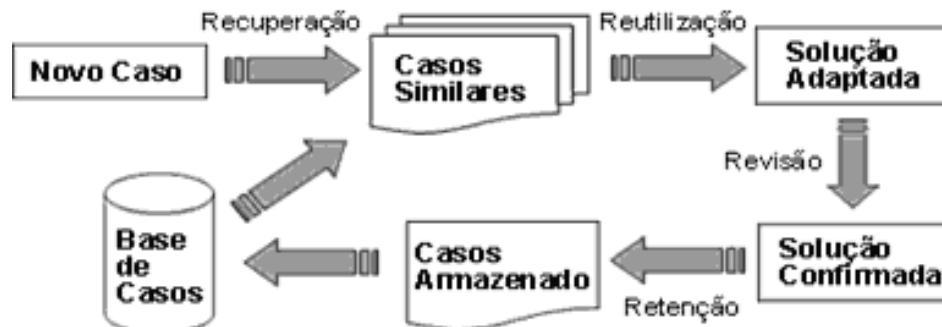 Recuperação
Reutilização
Novo Caso
Casos
Similares
Solução
Adaptada
Revisão
Base
de
Casos
Casos
Armazenado
Solução
Confirmada
Retenção